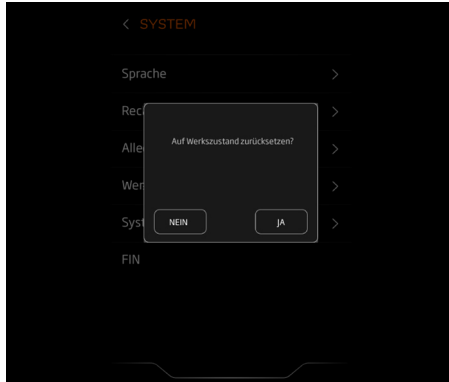 < SYSTEM
Sprache >
Rec >
Alle >
Wer >
Syst >
FIN
Auf Werkszustand zurücksetzen?
NEIN
JA